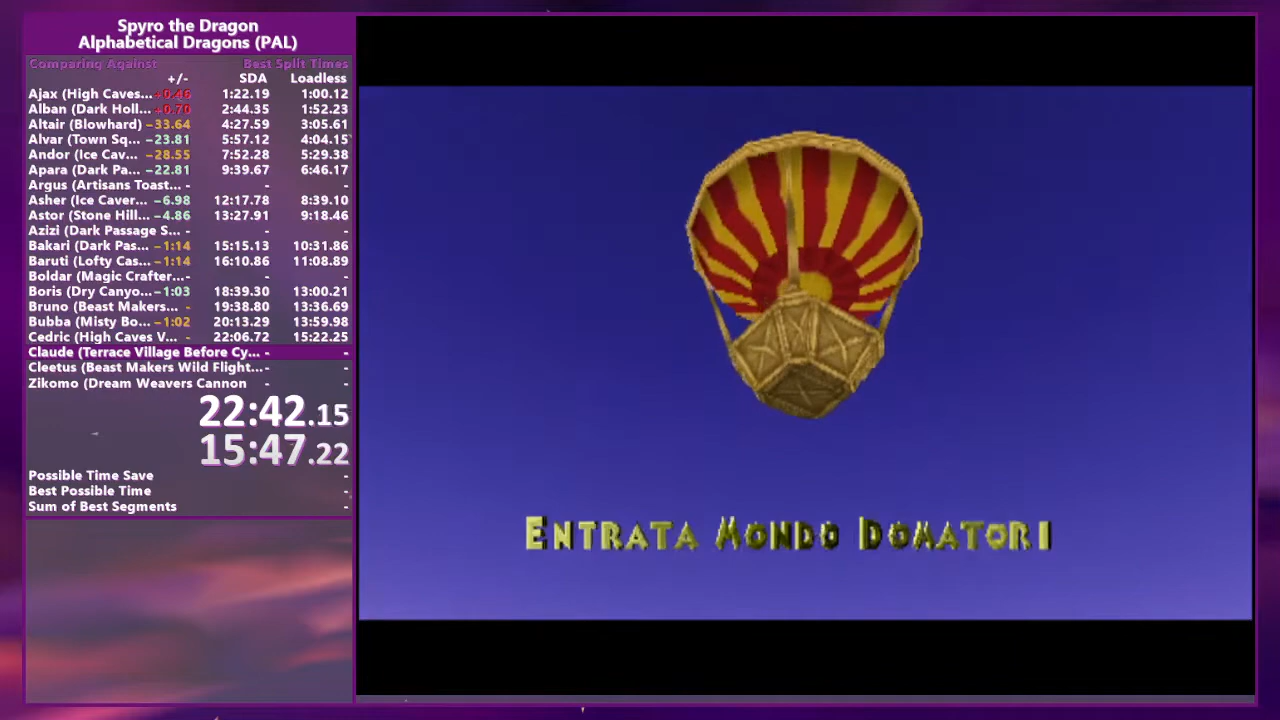 Spyro the Dragon
Alphabetical Dragons (PAL)
Comparing Against Best Split Times
+/- SDA Loadless
Ajax (High Caves... +0.46 1:22.19 1:00.12
Alban (Dark Holl... +0.70 2:44.35 1:52.23
Altair (Blowhard) -33.64 4:27.59 3:05.61
Alvar (Town Sq... -23.81 5:57.12 4:04.15
Andor (Ice Cav... -28.55 7:52.28 5:29.38
Apara (Dark Pa... -22.81 9:39.67 6:46.17
Argus (Artisans Toast... - - -
Asher (Ice Caver... -6.98 12:17.78 8:39.10
Astor (Stone Hill... -4.86 13:27.91 9:18.46
Azizi (Dark Passage S... - - -
Bakari (Dark Pas... -1:14 15:15.13 10:31.86
Baruti (Lofty Cas... -1:14 16:10.86 11:08.89
Boldar (Magic Crafter... - - -
Boris (Dry Canyo... -1:03 18:39.30 13:00.21
Bruno (Beast Makers... - 19:38.80 13:36.69
Bubba (Misty Bo... -1:02 20:13.29 13:59.98
Cedric (High Caves V... - 22:06.72 15:22.25
Claude (Terrace Village Before Cy... - -
Cleetus (Beast Makers Wild Flight... - -
Zikomo (Dream Weavers Cannon - -
22:42.15
15:47.22
Possible Time Save -
Best Possible Time -
Sum of Best Segments -
ENTRATA MONDO DOMATORI